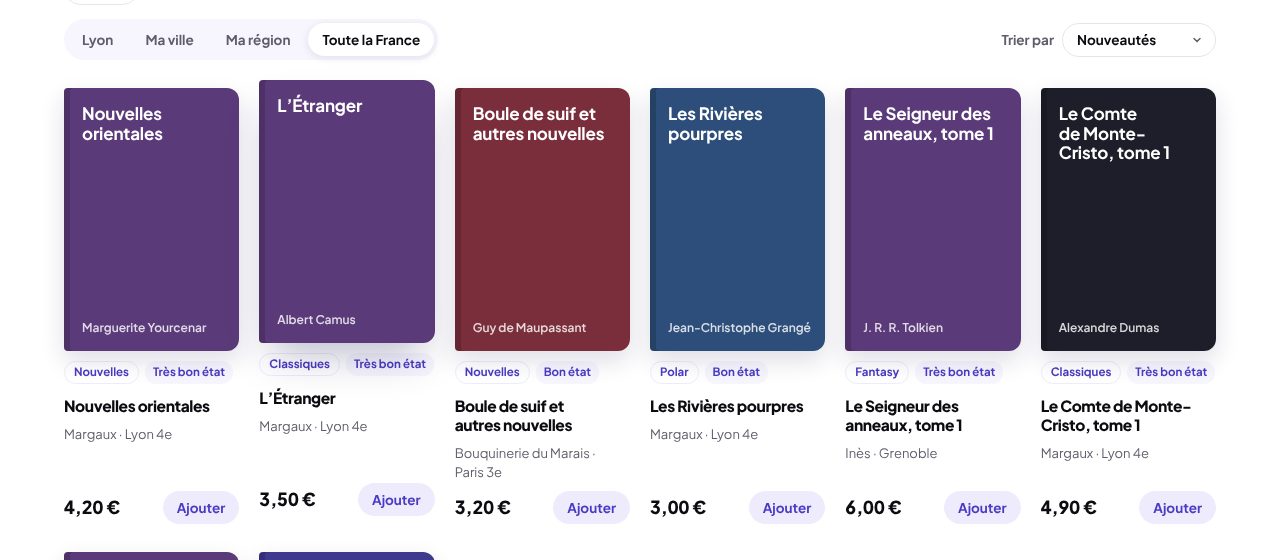 Lyon
Ma ville
Ma région
Toute la France
Trier par
Nouveautés
Nouvelles
orientales
Marguerite Yourcenar
Nouvelles
Très bon état
Nouvelles orientales
Margaux · Lyon 4e
4,20 €
Ajouter
L’Étranger
Albert Camus
Classiques
Très bon état
L’Étranger
Margaux · Lyon 4e
3,50 €
Ajouter
Boule de suif et
autres nouvelles
Guy de Maupassant
Nouvelles
Bon état
Boule de suif et
autres nouvelles
Bouquinerie du Marais ·
Paris 3e
3,20 €
Ajouter
Les Rivières
pourpres
Jean-Christophe Grangé
Polar
Bon état
Les Rivières pourpres
Margaux · Lyon 4e
3,00 €
Ajouter
Le Seigneur des
anneaux, tome 1
J. R. R. Tolkien
Fantasy
Très bon état
Le Seigneur des
anneaux, tome 1
Inès · Grenoble
6,00 €
Ajouter
Le Comte
de Monte-
Cristo, tome 1
Alexandre Dumas
Classiques
Très bon état
Le Comte de Monte-
Cristo, tome 1
Margaux · Lyon 4e
4,90 €
Ajouter